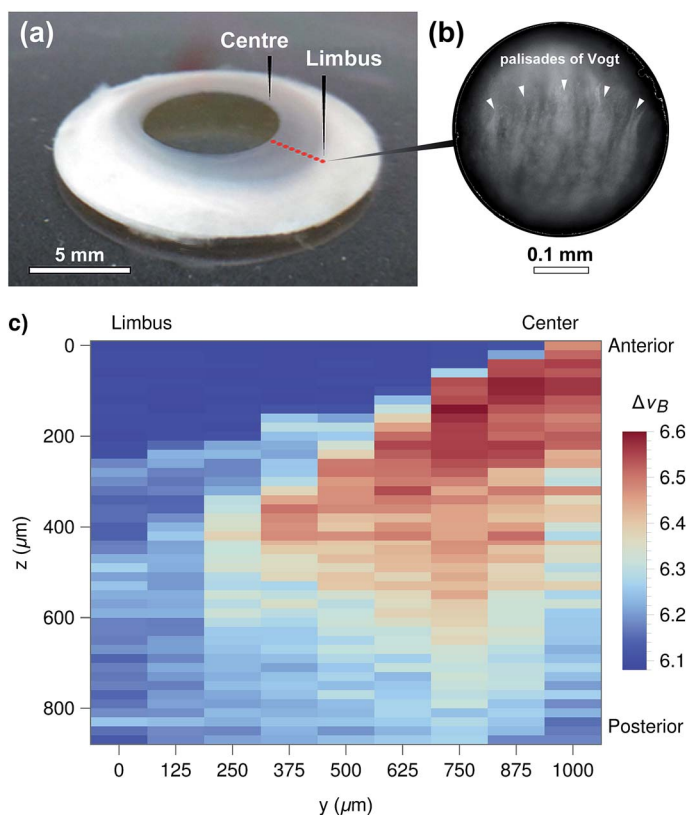 (a)
Centre
Limbus
5 mm
(b)
palisades of Vogt
0.1 mm
c)
Limbus
Center
0
200
400
600
800
z (µm)
Anterior
Posterior
Δν_B
6.6
6.5
6.4
6.3
6.2
6.1
0 125 250 375 500 625 750 875 1000
y (µm)